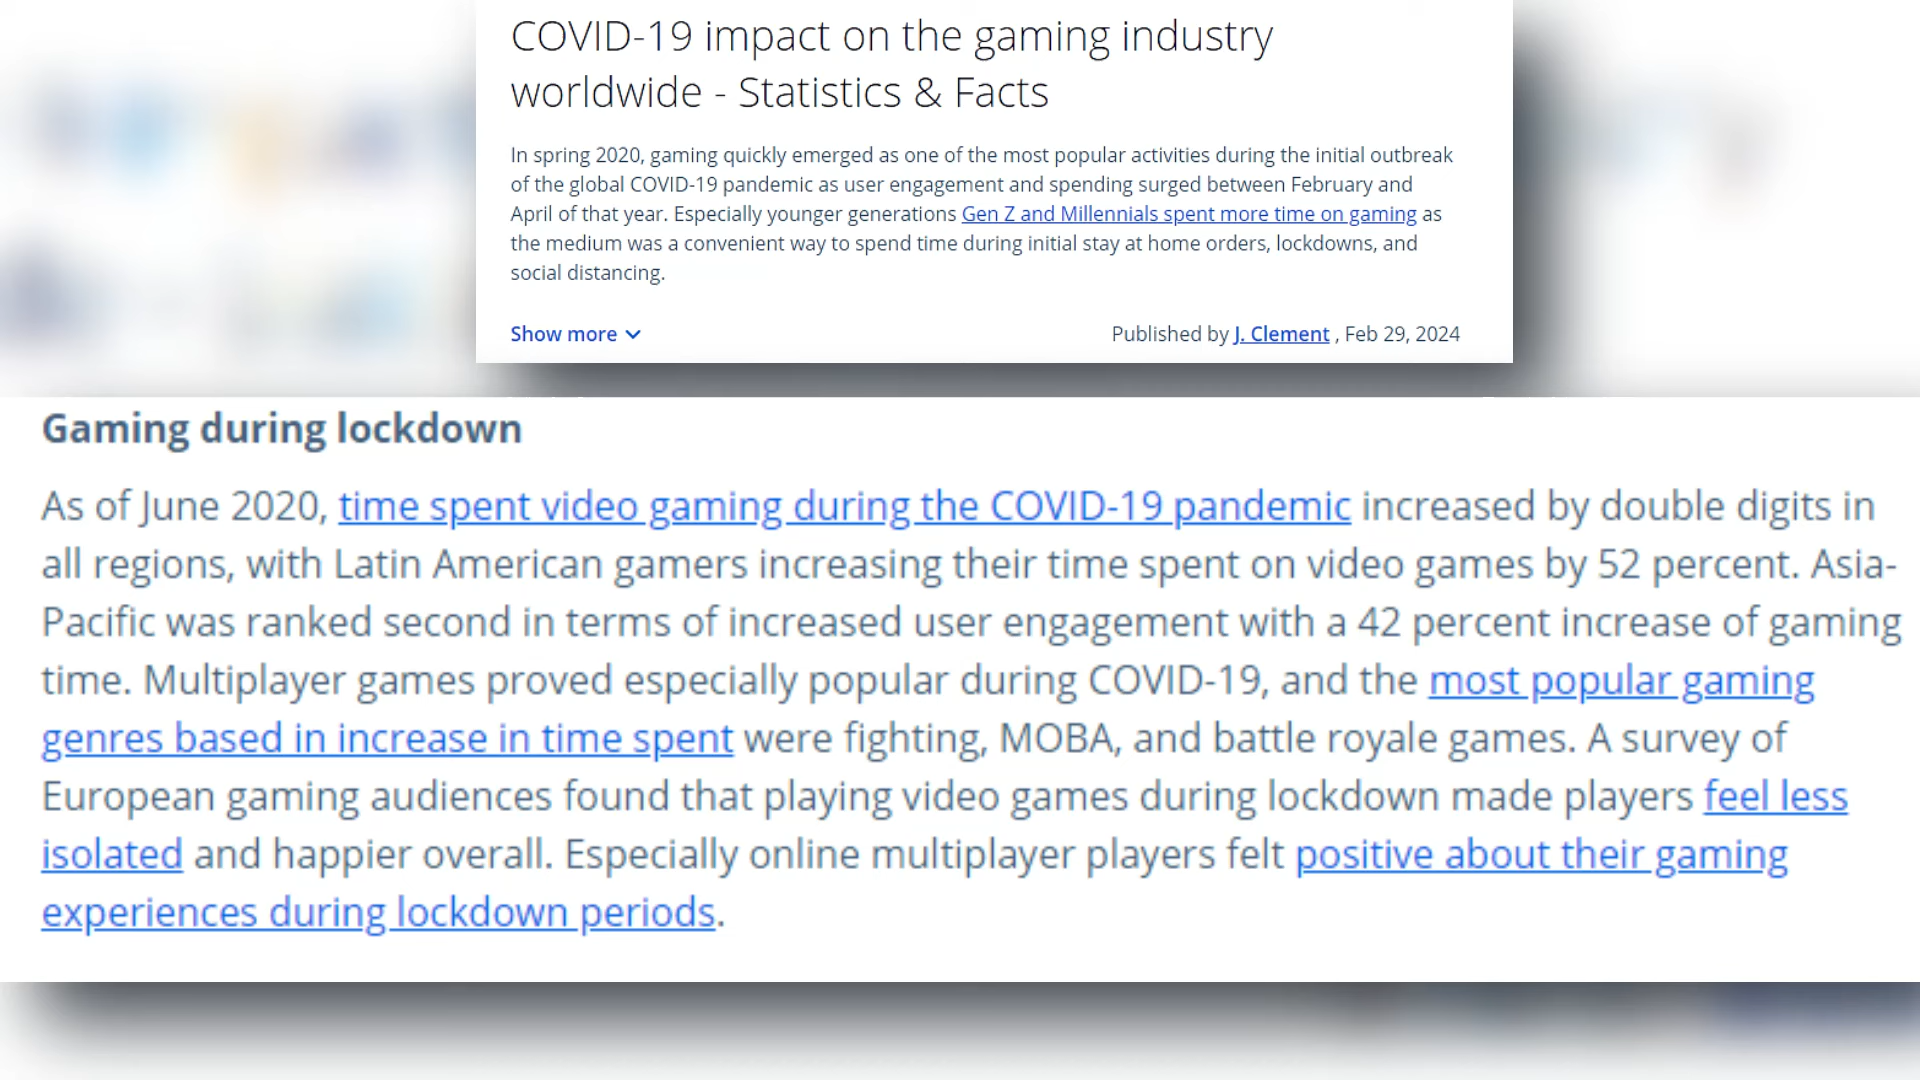 COVID-19 impact on the gaming industry
worldwide - Statistics & Facts
In spring 2020, gaming quickly emerged as one of the most popular activities during the initial outbreak
of the global COVID-19 pandemic as user engagement and spending surged between February and
April of that year. Especially younger generations Gen Z and Millennials spent more time on gaming as
the medium was a convenient way to spend time during initial stay at home orders, lockdowns, and
social distancing.
Show more
Published by J. Clement , Feb 29, 2024
Gaming during lockdown
As of June 2020, time spent video gaming during the COVID-19 pandemic increased by double digits in
all regions, with Latin American gamers increasing their time spent on video games by 52 percent. Asia-
Pacific was ranked second in terms of increased user engagement with a 42 percent increase of gaming
time. Multiplayer games proved especially popular during COVID-19, and the most popular gaming
genres based in increase in time spent were fighting, MOBA, and battle royale games. A survey of
European gaming audiences found that playing video games during lockdown made players feel less
isolated and happier overall. Especially online multiplayer players felt positive about their gaming
experiences during lockdown periods.